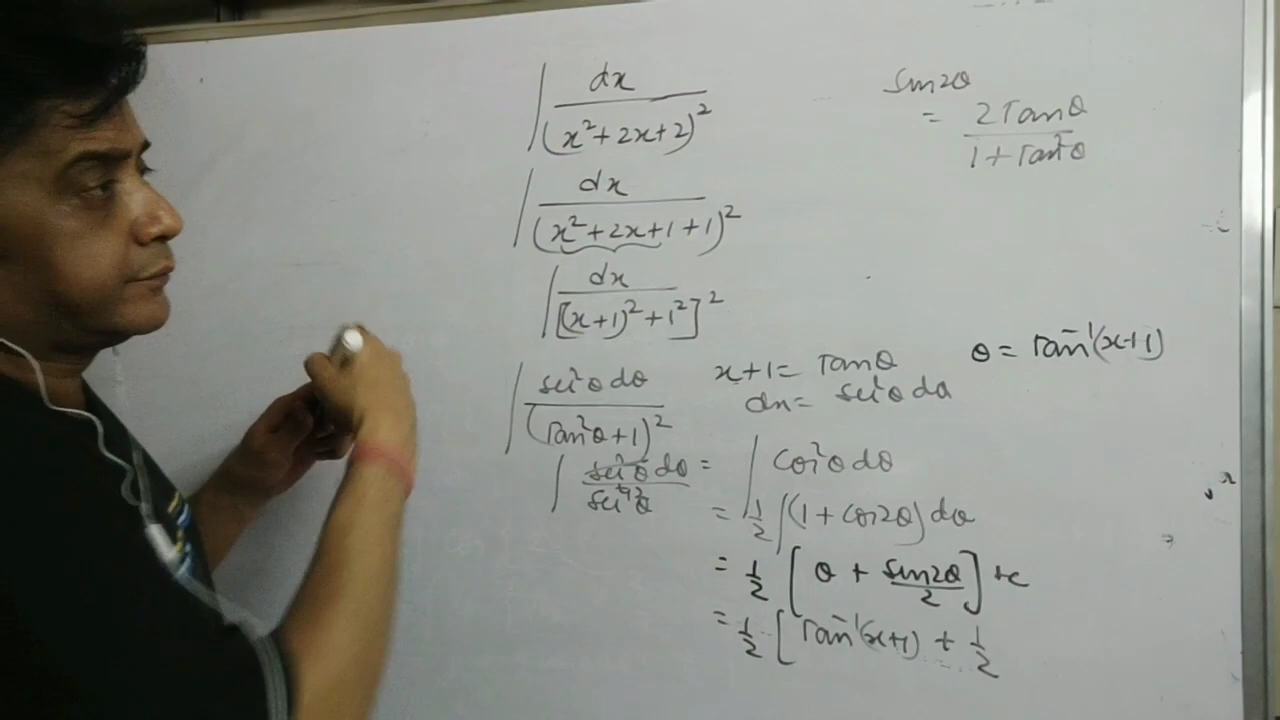 ∫ dx / (x² + 2x + 2)²
∫ dx / (x² + 2x + 1 + 1)²
∫ dx / [(x+1)² + 1²]²
∫ sec²θ dθ / (Tan²θ + 1)²
x+1 = Tanθ
dx = sec²θ dθ
θ = Tan⁻¹(x+1)
∫ sec²θ dθ / sec⁴θ = ∫ cos²θ dθ
= 1/2 ∫(1 + cos2θ) dθ
= 1/2 [θ + sin2θ/2] + c
= 1/2 [Tan⁻¹(x+1) + 1/2
sin2θ
= 2Tanθ / 1 + Tan²θ